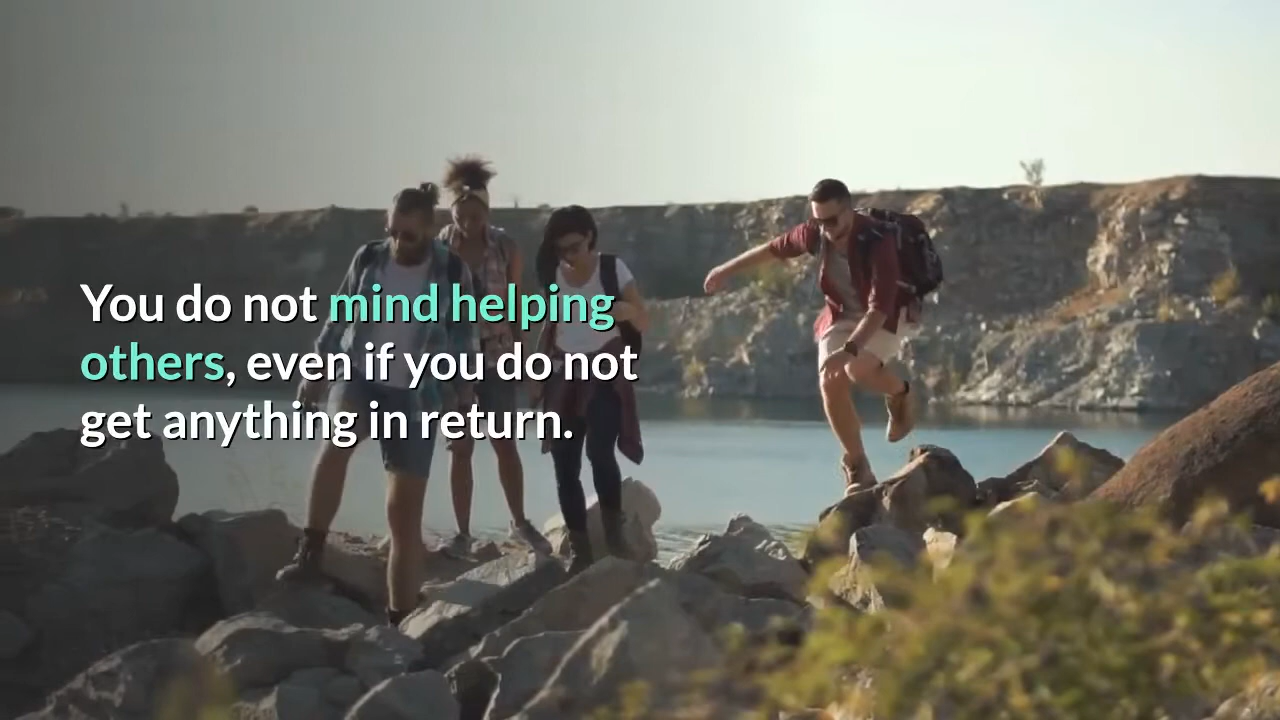 You do not mind helping
others, even if you do not
get anything in return.